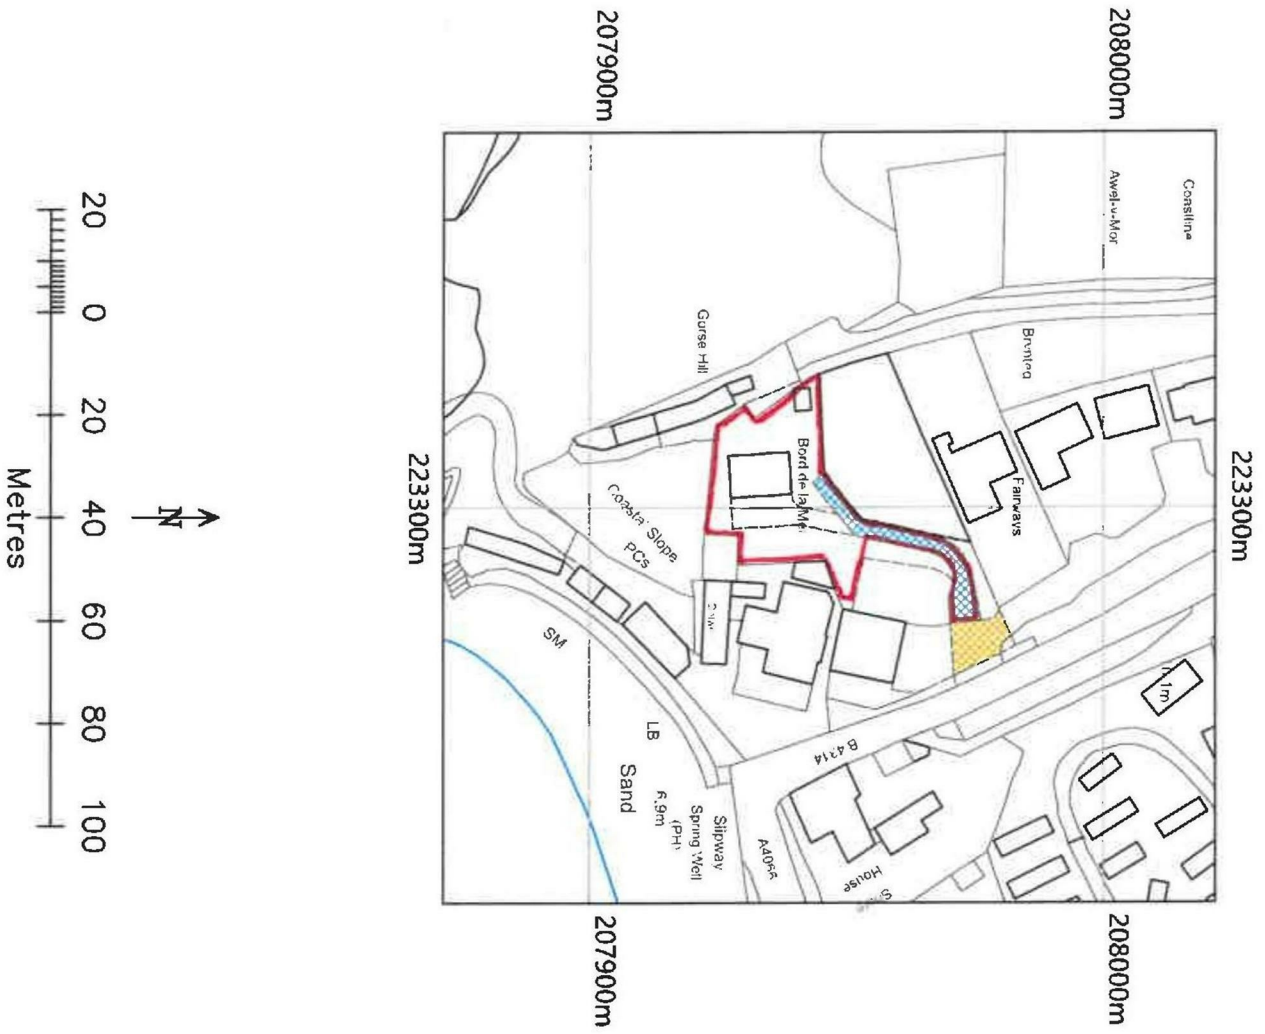 207900m
208000m
Coastline
Awel-y-Mor
223300m
Gorse Hill
Brynteg
Bord de la Mer
Fairways
Coastal Slope
PCs
SM
LB
Sand
6.9m
Spring Well
(PH)
Slipway
B 4314
A4066
House
1m
223300m
207900m
208000m
N
20
0
20
40
60
80
100
Metres